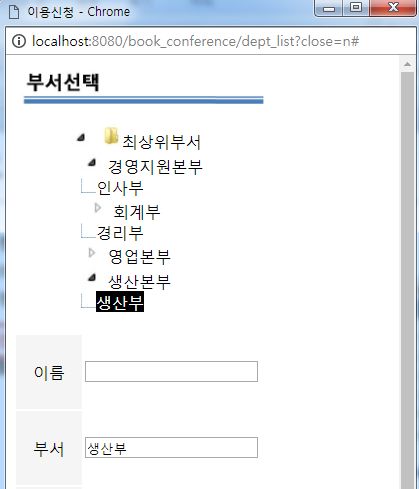 이용신청 - Chrome
localhost:8080/book_conference/dept_list?close=n#
부서선택
최상위부서
경영지원본부
인사부
회계부
경리부
영업본부
생산본부
생산부
이름
부서 생산부